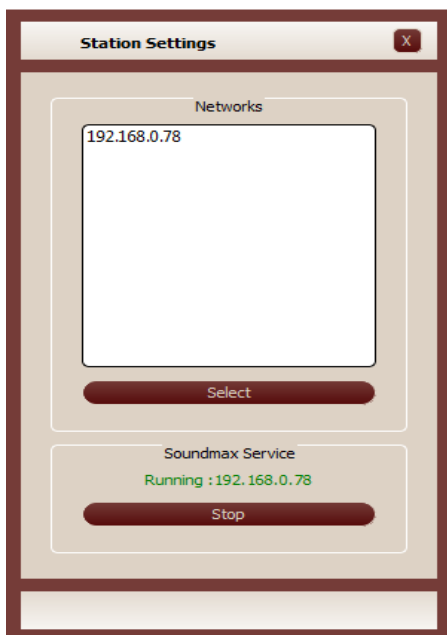 Station Settings
X
Networks
192.168.0.78
Select
Soundmax Service
Running :192.168.0.78
Stop